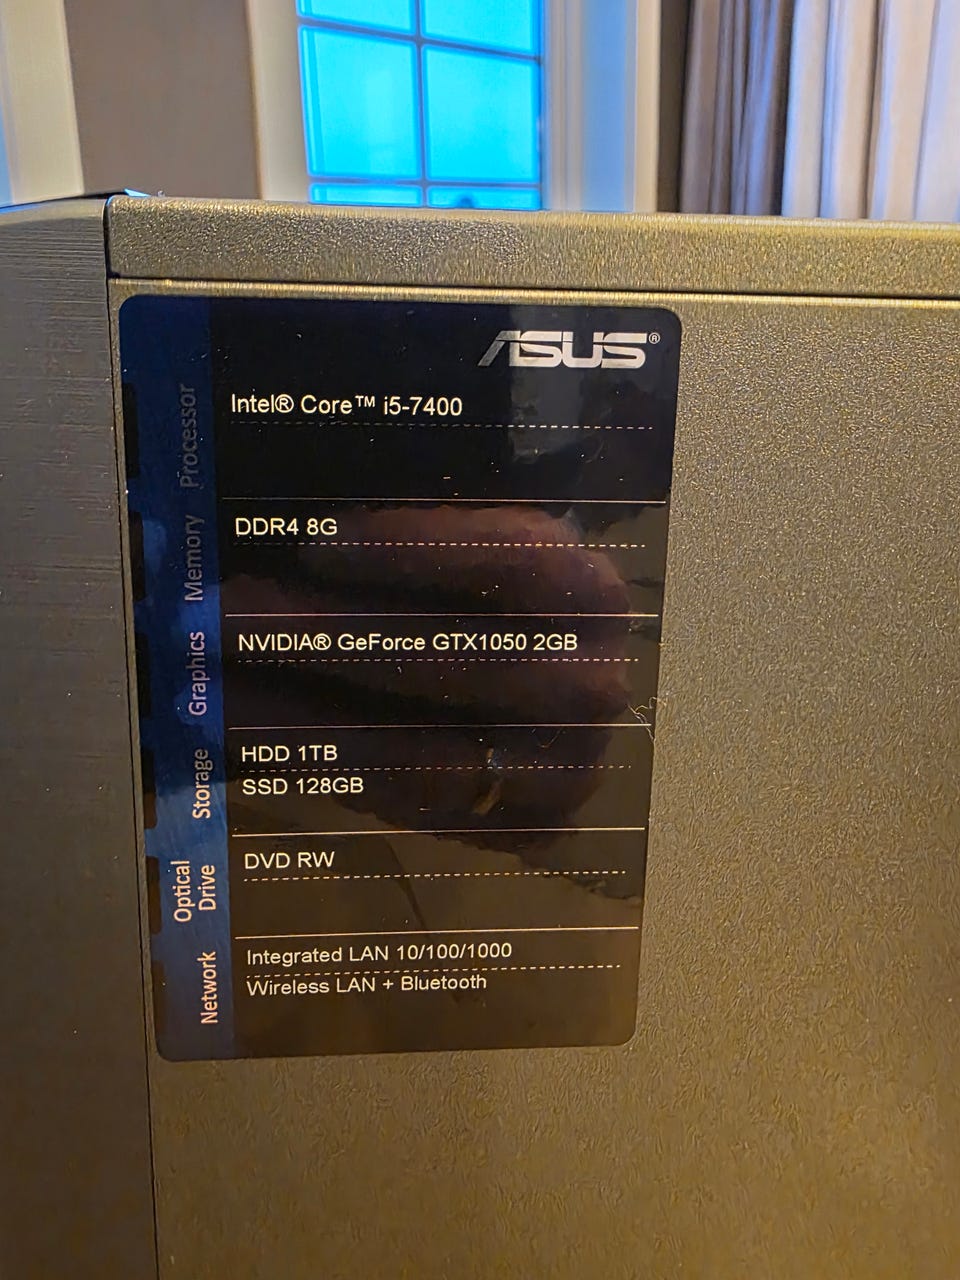 ASUS®
Processor
Intel® Core™ i5-7400
Memory
DDR4 8G
Graphics
NVIDIA® GeForce GTX1050 2GB
Storage
HDD 1TB
SSD 128GB
Optical
Drive
DVD RW
Network
Integrated LAN 10/100/1000
Wireless LAN + Bluetooth